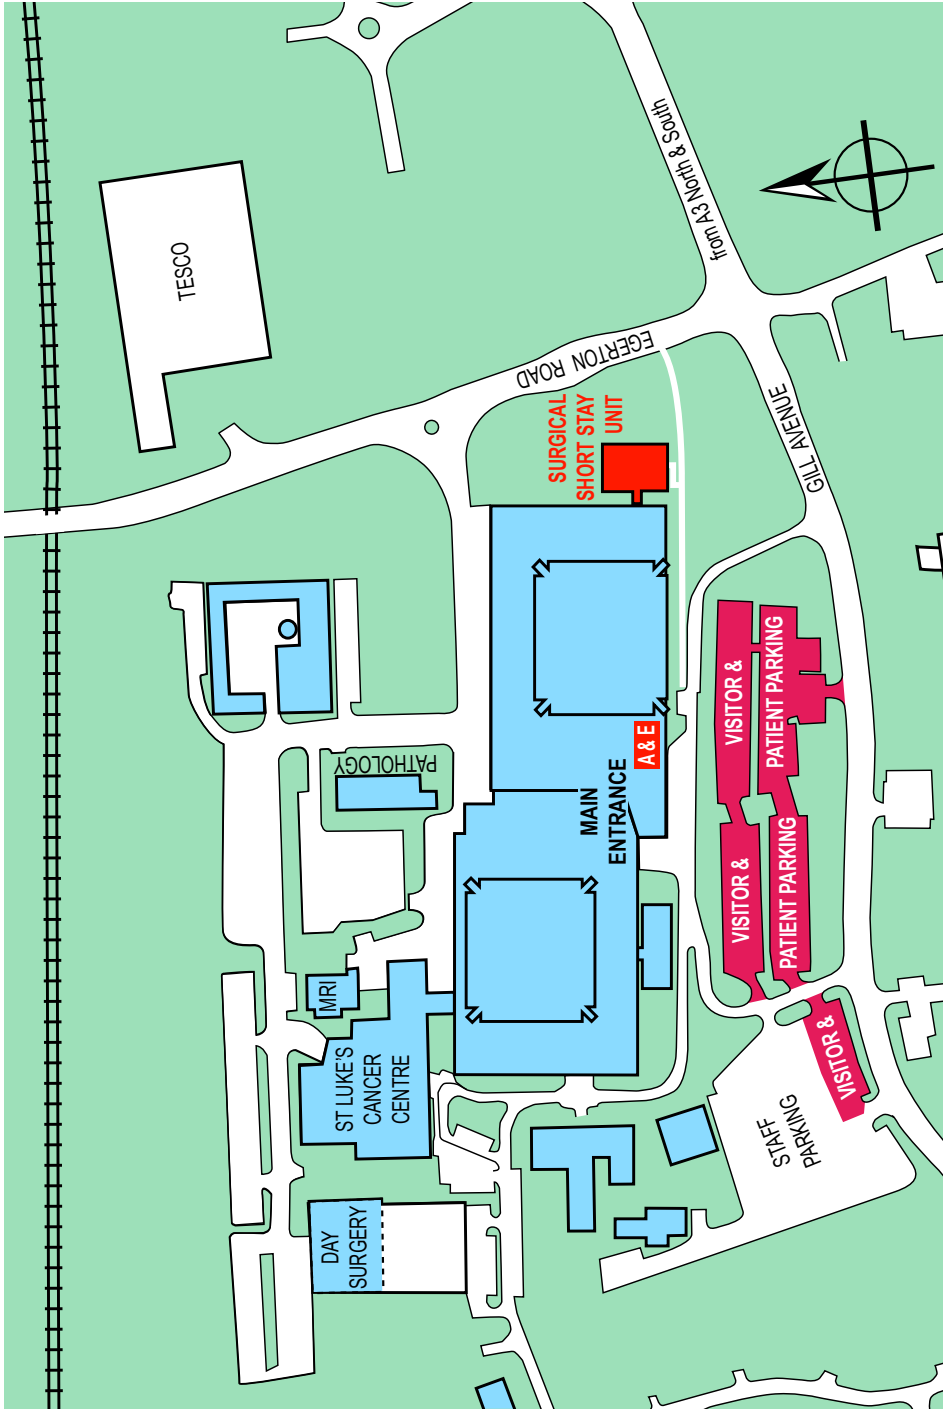 from A3 North & South
TESCO
EGERTON ROAD
SURGICAL
SHORT STAY
UNIT
GILL AVENUE
PATHOLOGY
A & E
MAIN
ENTRANCE
VISITOR &
PATIENT PARKING
VISITOR &
PATIENT PARKING
MRI
ST LUKE'S
CANCER
CENTRE
VISITOR &
STAFF
PARKING
DAY
SURGERY